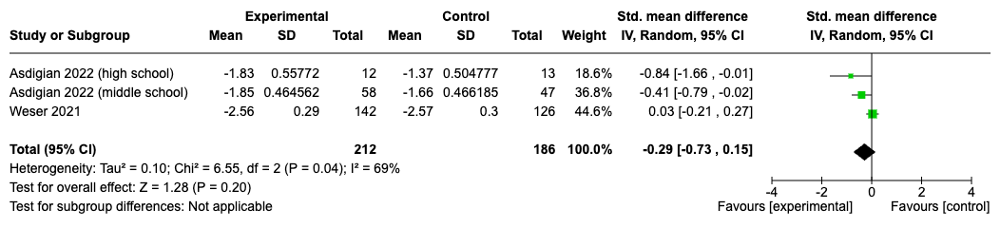 Experimental Control Std. mean difference Std. mean difference
Study or Subgroup Mean SD Total Mean SD Total Weight IV, Random, 95% CI IV, Random, 95% CI
Asdigian 2022 (high school) -1.83 0.55772 12 -1.37 0.504777 13 18.6% -0.84 [-1.66 , -0.01]
Asdigian 2022 (middle school) -1.85 0.464562 58 -1.66 0.466185 47 36.8% -0.41 [-0.79 , -0.02]
Weser 2021 -2.56 0.29 142 -2.57 0.3 126 44.6% 0.03 [-0.21 , 0.27]
Total (95% CI) 212 186 100.0% -0.29 [-0.73 , 0.15]
Heterogeneity: Tau² = 0.10; Chi² = 6.55, df = 2 (P = 0.04); I² = 69%
Test for overall effect: Z = 1.28 (P = 0.20)
-4 -2 0 2 4
Test for subgroup differences: Not applicable
Favours [experimental] Favours [control]